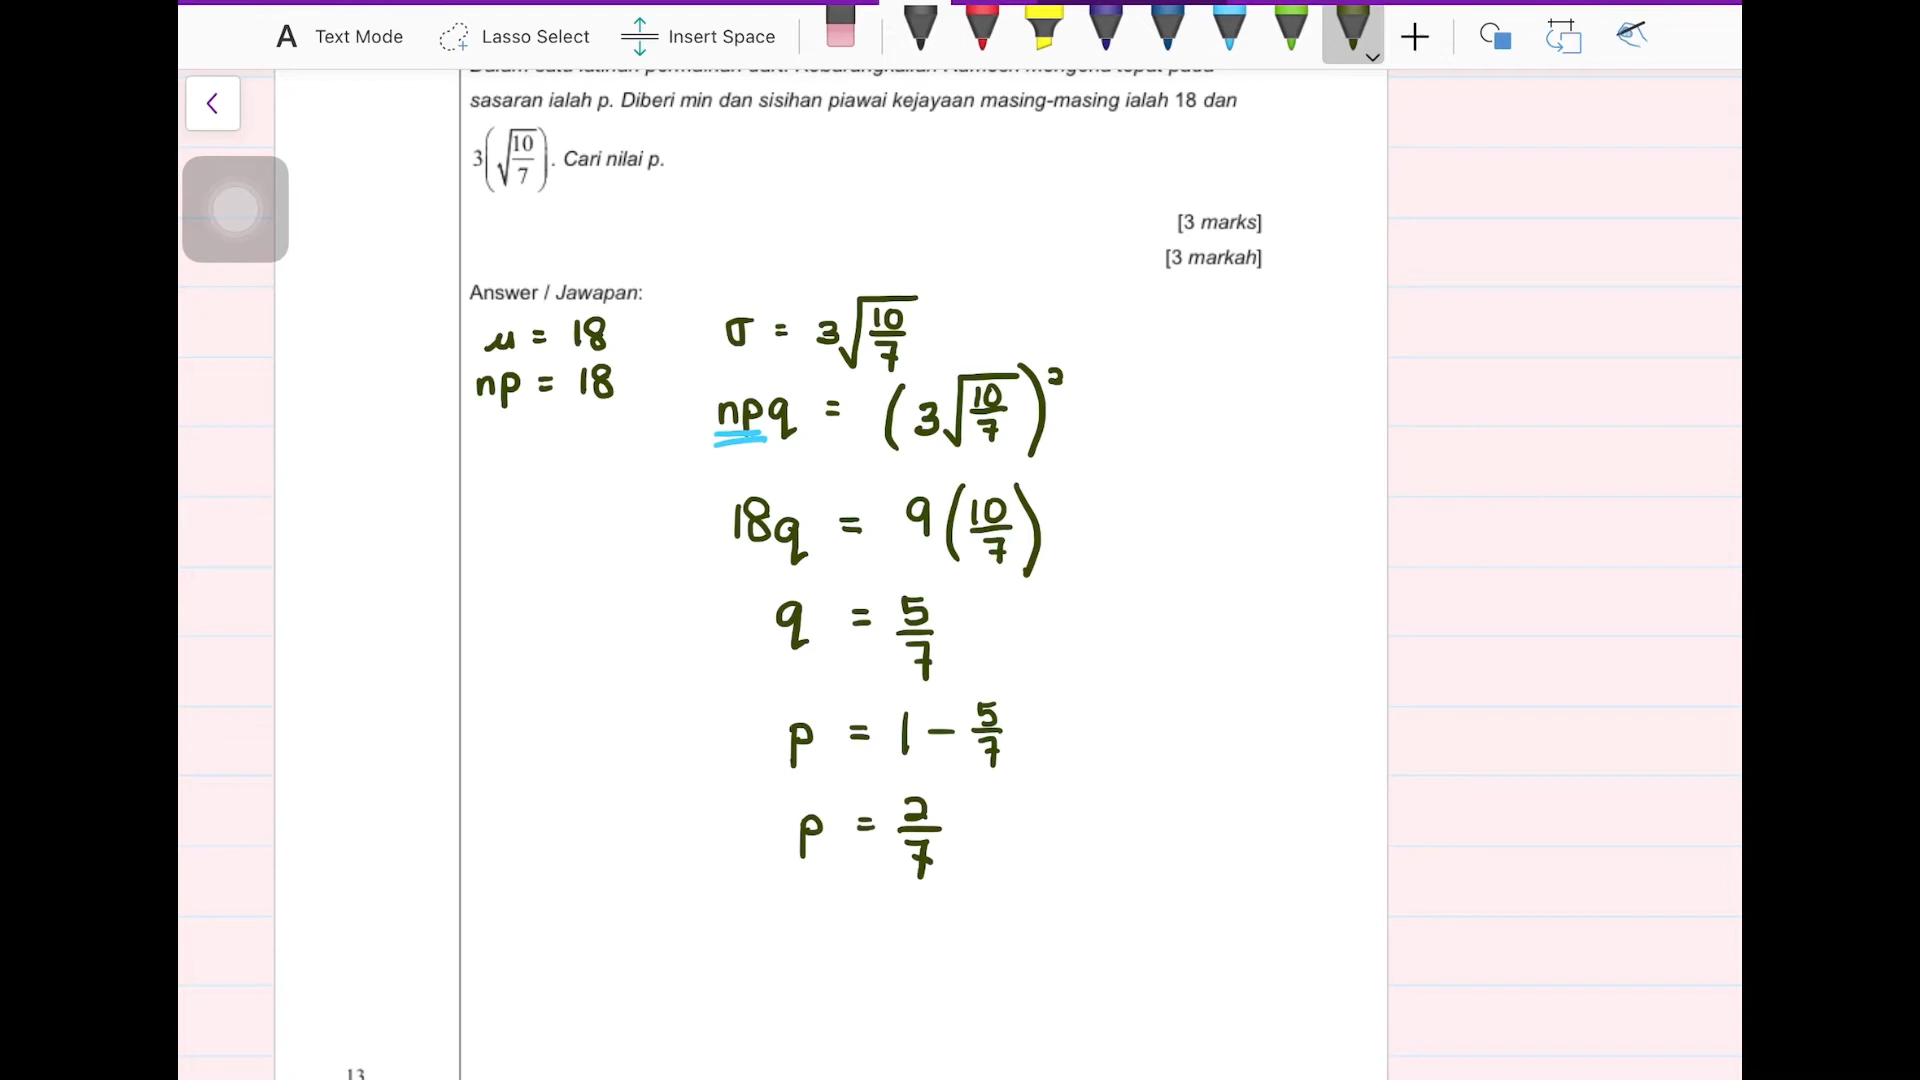 A Text Mode Lasso Select Insert Space
sasaran ialah p. Diberi min dan sisihan piawai kejayaan masing-masing ialah 18 dan
3(√(10/7)). Cari nilai p.
[3 marks]
[3 markah]
Answer / Jawapan:
μ = 18
np = 18
σ = 3√(10/7)
npq = (3√(10/7))²
18q = 9(10/7)
q = 5/7
p = 1 − 5/7
p = 2/7
13